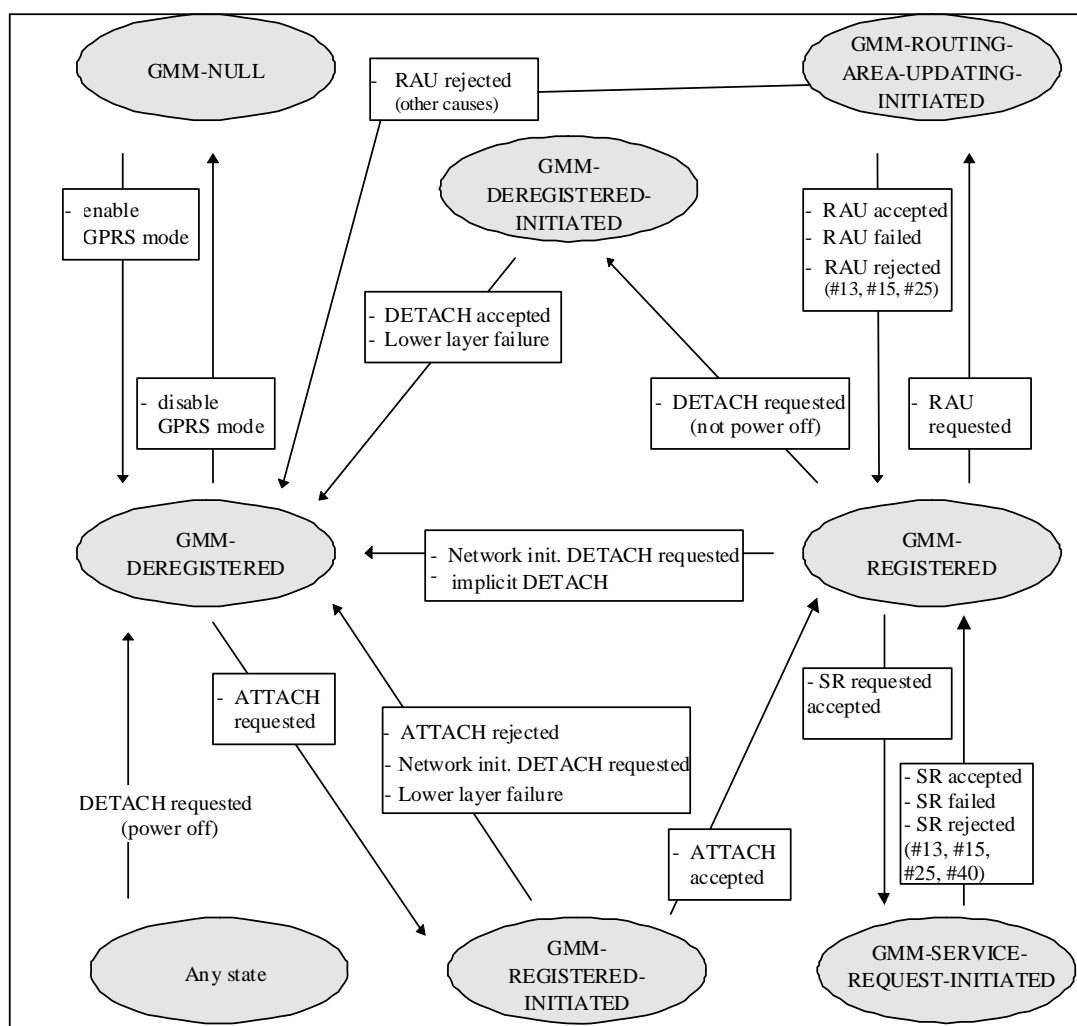 GMM-NULL
- RAU rejected
(other causes)
GMM-ROUTING-
AREA-UPDATING-
INITIATED
GMM-
DEREGISTERED-
INITIATED
- enable
GPRS mode
- RAU accepted
- RAU failed
- RAU rejected
(#13, #15, #25)
- DETACH accepted
- Lower layer failure
- disable
GPRS mode
- DETACH requested
(not power off)
- RAU
requested
GMM-
DEREGISTERED
- Network init. DETACH requested
- implicit DETACH
GMM-
REGISTERED
- ATTACH
requested
- ATTACH rejected
- Network init. DETACH requested
- Lower layer failure
- SR requested
accepted
DETACH requested
(power off)
- ATTACH
accepted
- SR accepted
- SR failed
- SR rejected
(#13, #15,
#25, #40)
Any state
GMM-
REGISTERED-
INITIATED
GMM-SERVICE-
REQUEST-INITIATED